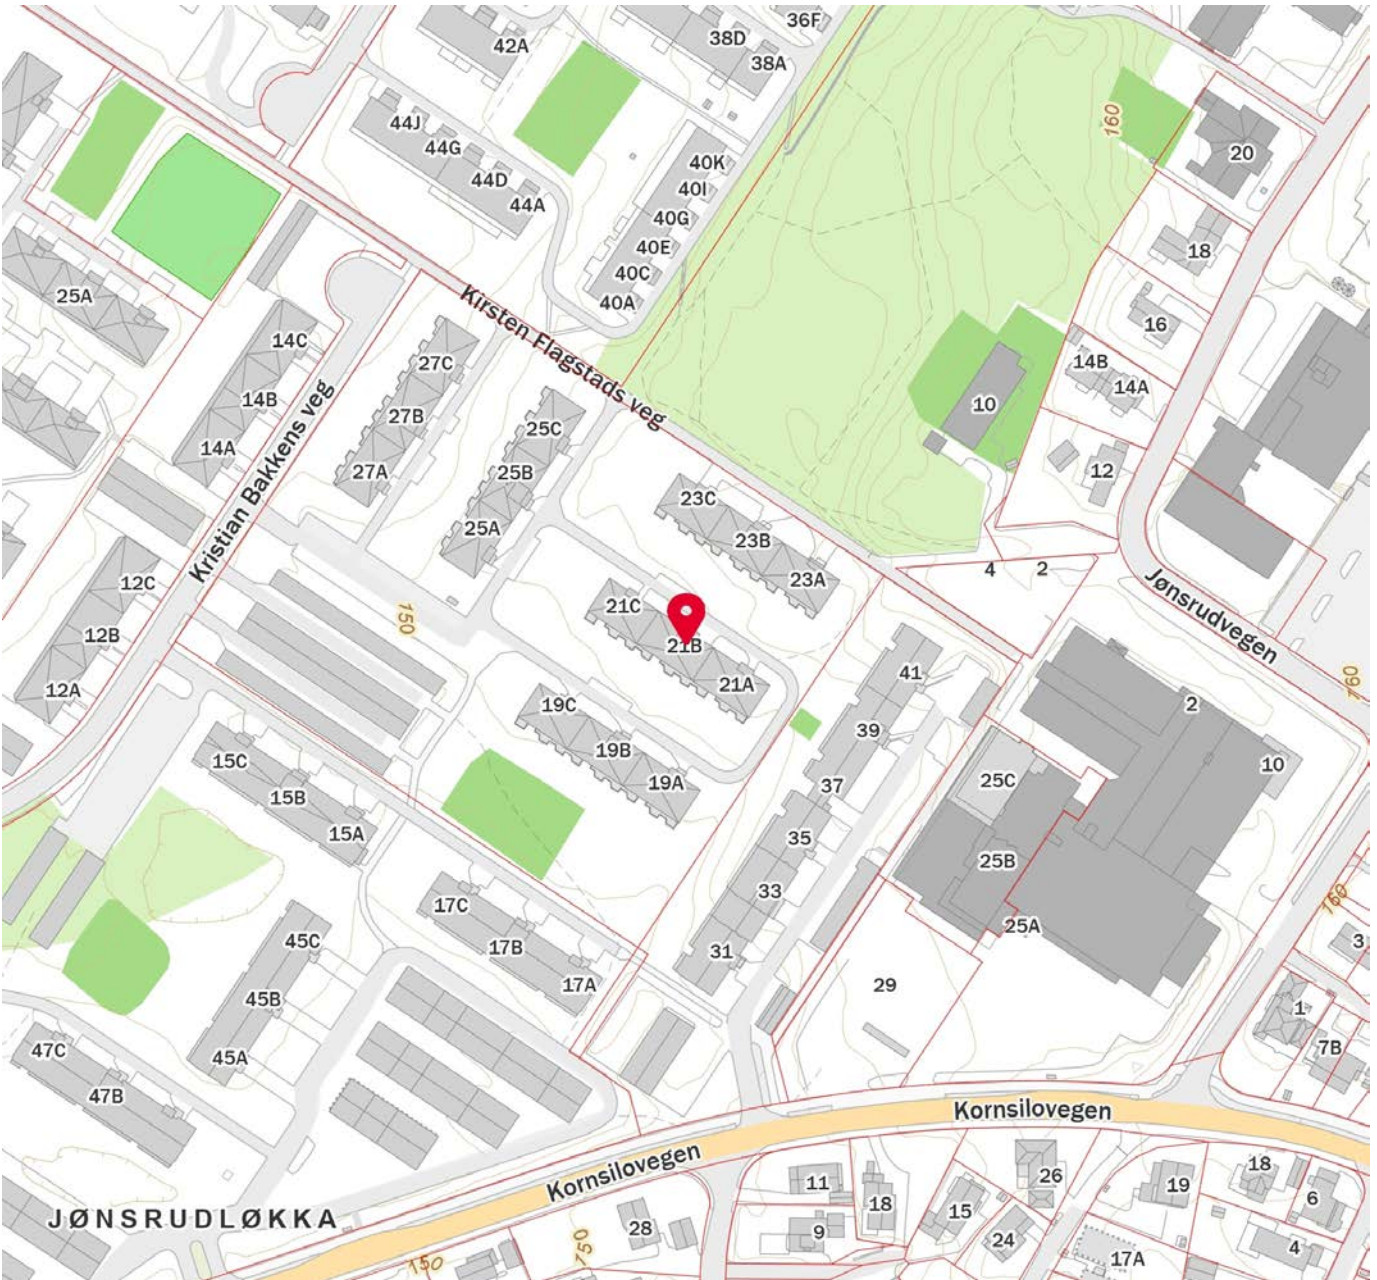 36F
42A
38D
38A
160
44J
20
44G
40K
44D
40I
44A
40G
18
40E
40C
25A
Kirsten Flagstads veg
40A
16
14C
27C
14B
14A
14B
10
27B
25C
14A
12
27A
25B
Kristian Bakkens veg
23C
25A
23B
4
2
12C
23A
Jønsrudvegen
21C
150
12B
21B
41
160
12A
21A
19C
2
39
19B
15C
10
25C
19A
37
15B
15A
35
25B
33
150
17C
25A
45C
17B
3
31
17A
29
45B
1
47C
7B
45A
47B
Kornsilovegen
Kornsilovegen
18
26
11
19
6
18
15
JØNSRUDLØKKA
28
9
24
4
150
150
17A